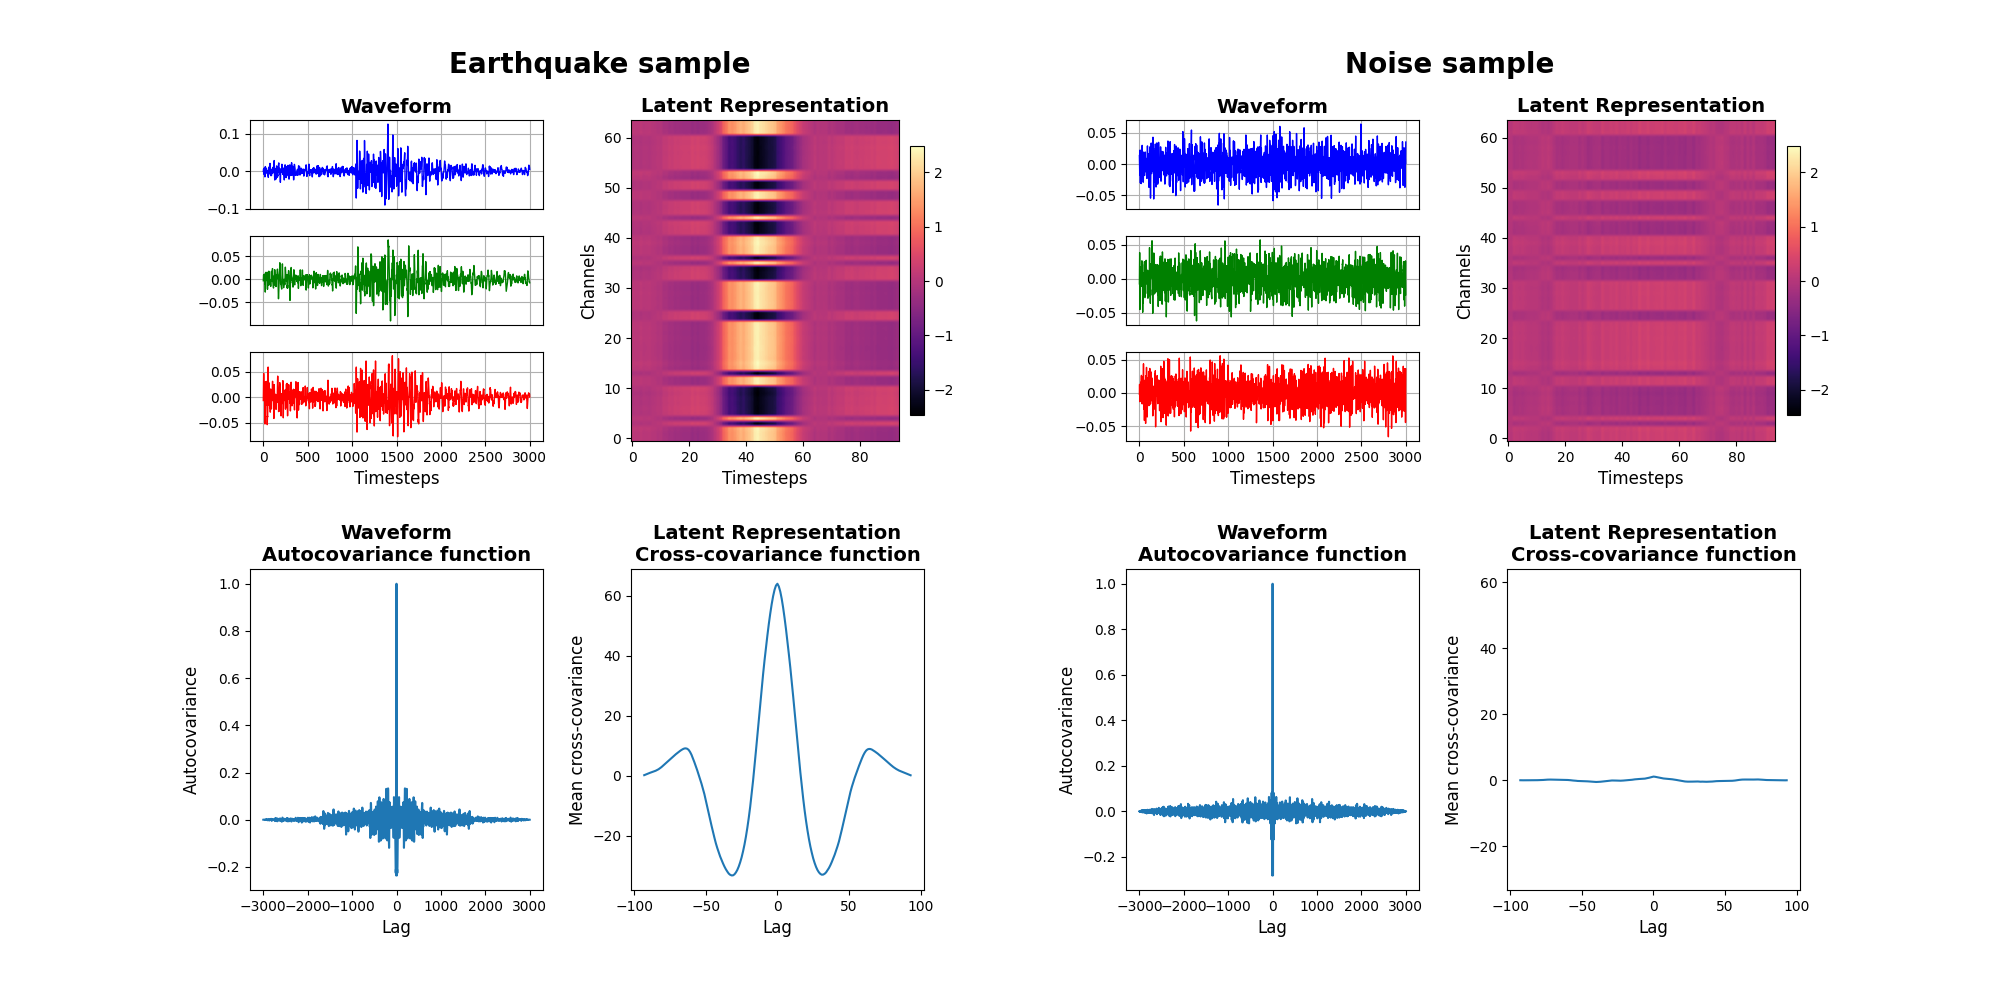 Earthquake sample
Noise sample
Waveform
Latent Representation
Waveform
Latent Representation
0.1
0.0
−0.1
0.05
0.00
−0.05
0.05
0.00
−0.05
0 500 1000 1500 2000 2500 3000
Timesteps
Channels
60
50
40
30
20
10
0
0 20 40 60 80
Timesteps
2
1
0
−1
−2
0.05
0.00
−0.05
0.05
0.00
−0.05
0.05
0.00
−0.05
0 500 1000 1500 2000 2500 3000
Timesteps
Channels
60
50
40
30
20
10
0
0 20 40 60 80
Timesteps
2
1
0
−1
−2
Waveform
Autocovariance function
Autocovariance
1.0
0.8
0.6
0.4
0.2
0.0
−0.2
−3000 −2000 −1000 0 1000 2000 3000
Lag
Latent Representation
Cross-covariance function
Mean cross-covariance
60
40
20
0
−20
−100 −50 0 50 100
Lag
Waveform
Autocovariance function
Autocovariance
1.0
0.8
0.6
0.4
0.2
0.0
−0.2
−3000 −2000 −1000 0 1000 2000 3000
Lag
Latent Representation
Cross-covariance function
Mean cross-covariance
60
40
20
0
−20
−100 −50 0 50 100
Lag